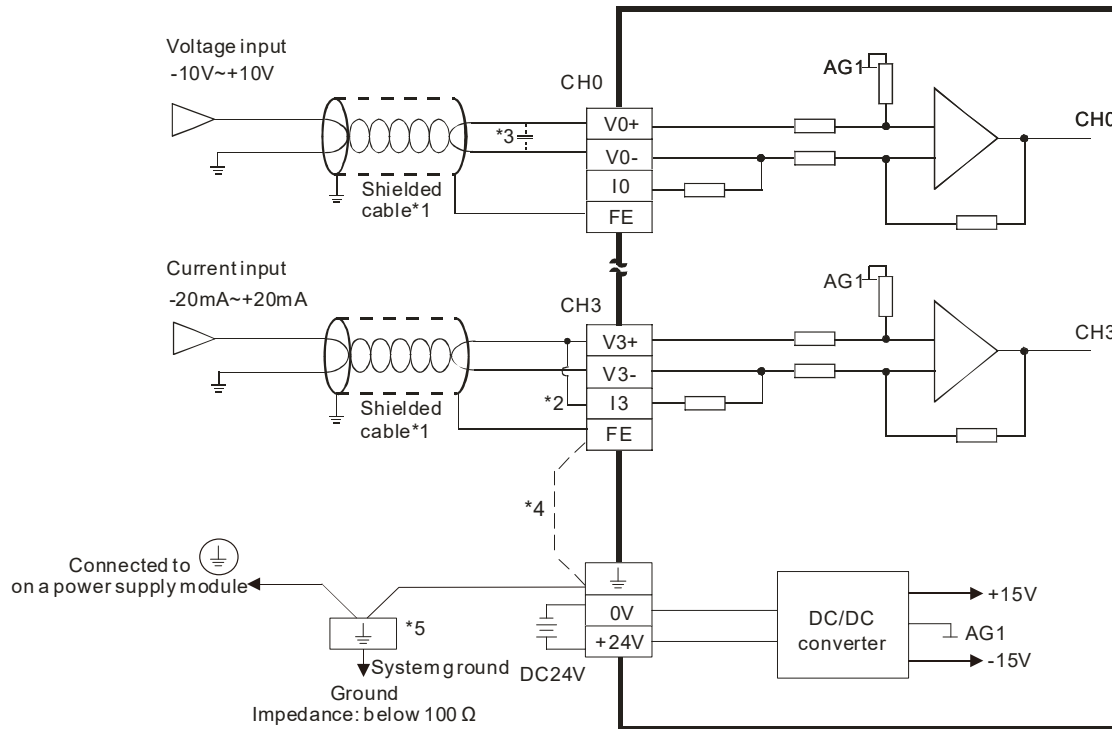 Voltage input
-10V~+10V
CH0
AG1
CH0
V0+
*3
V0-
I0
FE
Shielded
cable*1
Current input
-20mA~+20mA
CH3
AG1
CH3
V3+
V3-
*2
I3
FE
Shielded
cable*1
*4
Connected to
on a power supply module
*5
0V
+24V
DC24V
DC/DC
converter
+15V
AG1
-15V
System ground
Ground
Impedance: below 100 Ω